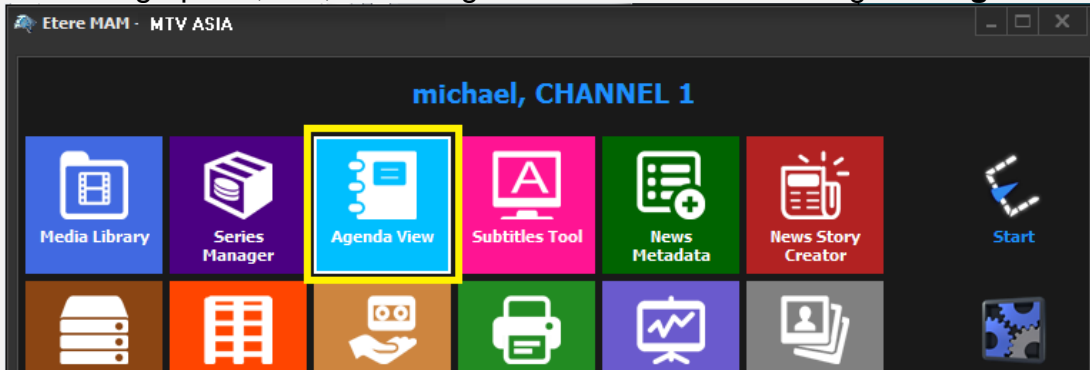 Etere MAM - MTV ASIA
michael, CHANNEL 1
Media Library
Series
Manager
Agenda View
Subtitles Tool
News
Metadata
News Story
Creator
Start